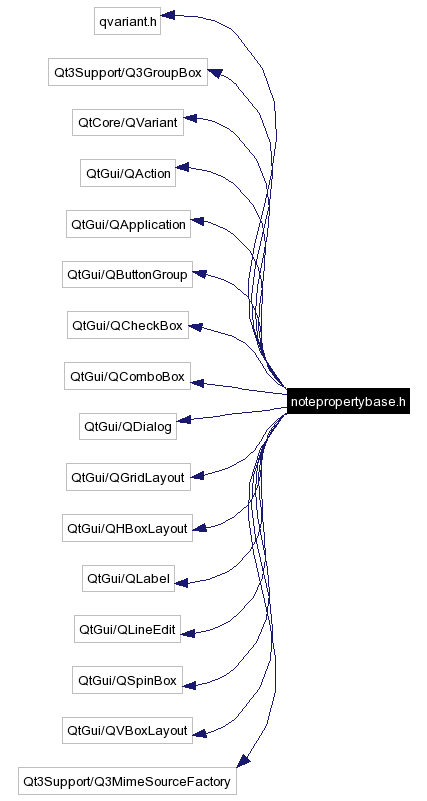 qvariant.h
Qt3Support/Q3GroupBox
QtCore/QVariant
QtGui/QAction
QtGui/QApplication
QtGui/QButtonGroup
QtGui/QCheckBox
QtGui/QComboBox
notepropertybase.h
QtGui/QDialog
QtGui/QGridLayout
QtGui/QHBoxLayout
QtGui/QLabel
QtGui/QLineEdit
QtGui/QSpinBox
QtGui/QVBoxLayout
Qt3Support/Q3MimeSourceFactory